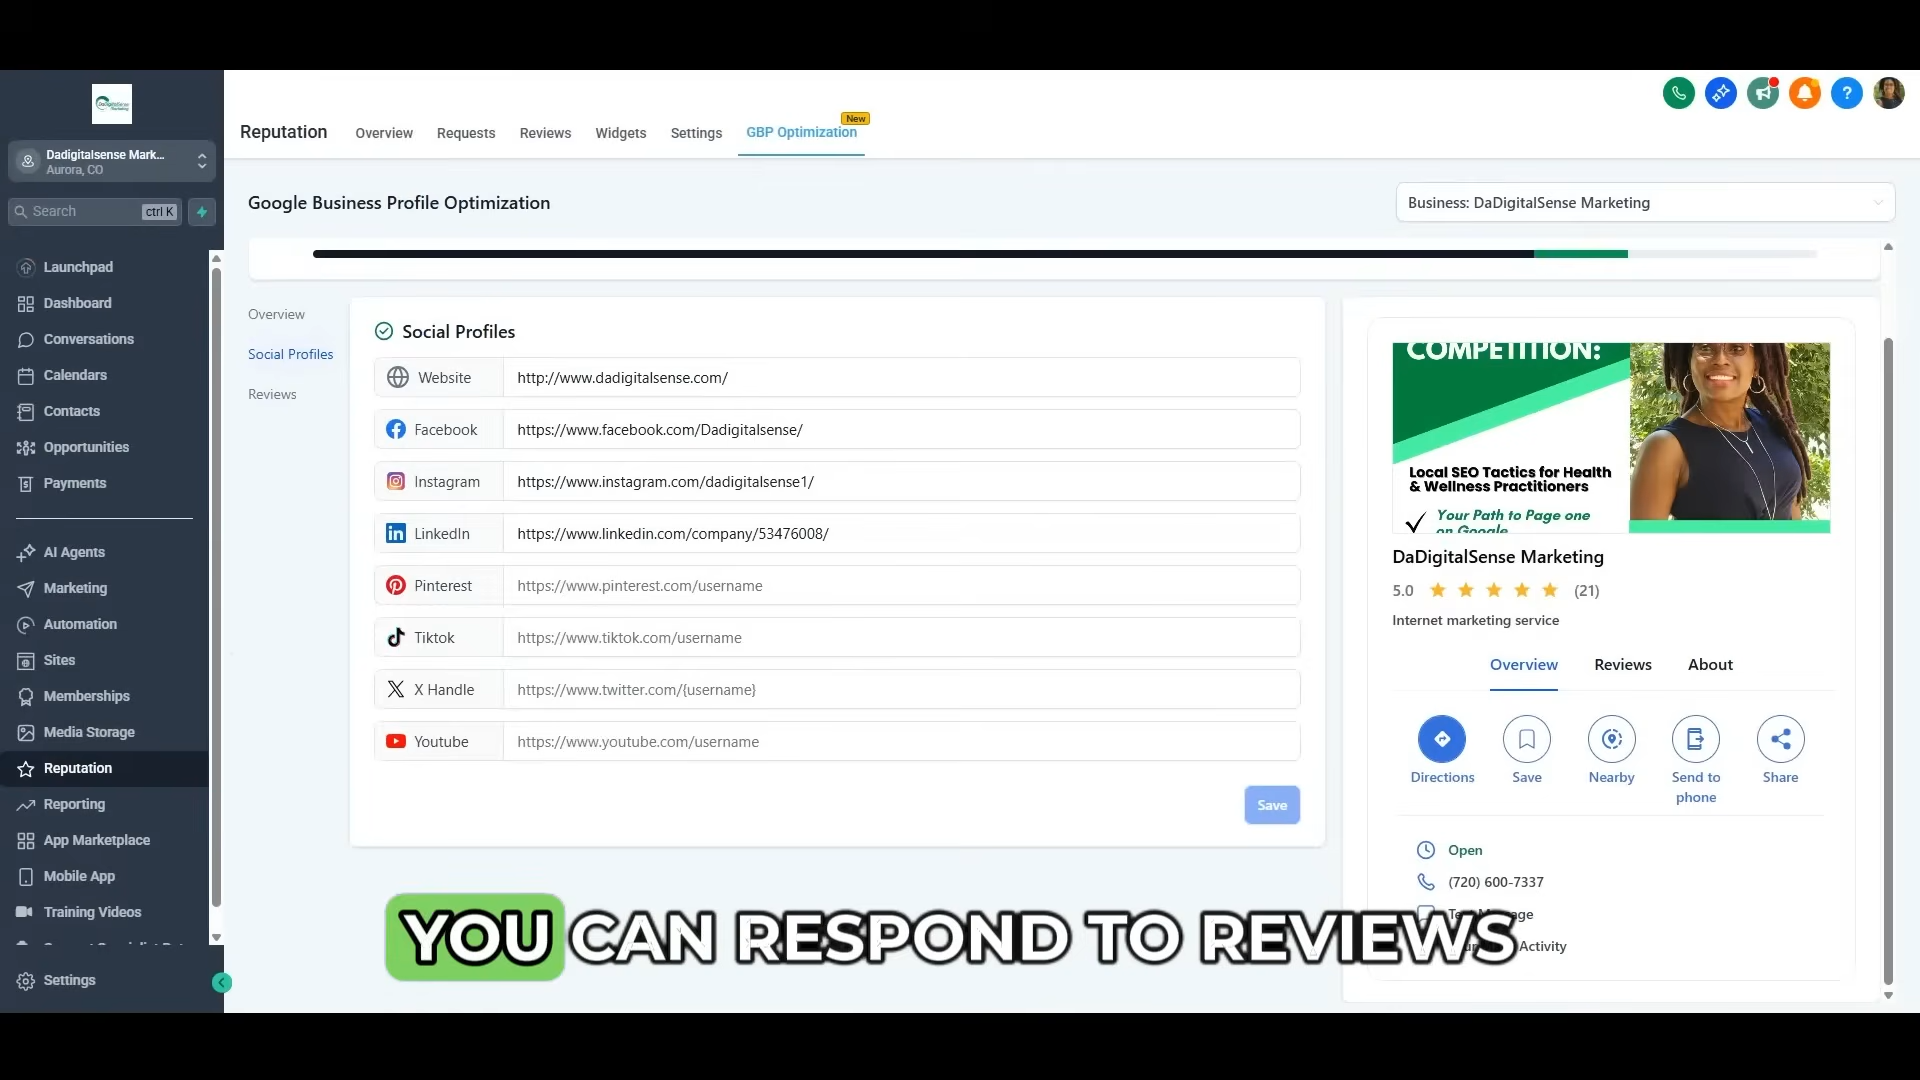 Dadigitalsense Mark...
Aurora, CO
Search
ctrl K
Launchpad
Dashboard
Conversations
Calendars
Contacts
Opportunities
Payments
AI Agents
Marketing
Automation
Sites
Memberships
Media Storage
Reputation
Reporting
App Marketplace
Mobile App
Training Videos
Settings
Reputation
Overview
Requests
Reviews
Widgets
Settings
GBP Optimization
New
Google Business Profile Optimization
Business: DaDigitalSense Marketing
Overview
Social Profiles
Reviews
Social Profiles
Website http://www.dadigitalsense.com/
Facebook https://www.facebook.com/Dadigitalsense/
Instagram https://www.instagram.com/dadigitalsense1/
LinkedIn https://www.linkedin.com/company/53476008/
Pinterest https://www.pinterest.com/username
Tiktok https://www.tiktok.com/username
X Handle https://www.twitter.com/{username}
Youtube https://www.youtube.com/username
Save
COMPETITION:
Local SEO Tactics for Health
& Wellness Practitioners
Your Path to Page one
on Google
DaDigitalSense Marketing
5.0 (21)
Internet marketing service
Overview
Reviews
About
Directions
Save
Nearby
Send to
phone
Share
Open
(720) 600-7337
Activity
YOU CAN RESPOND TO REVIEWS